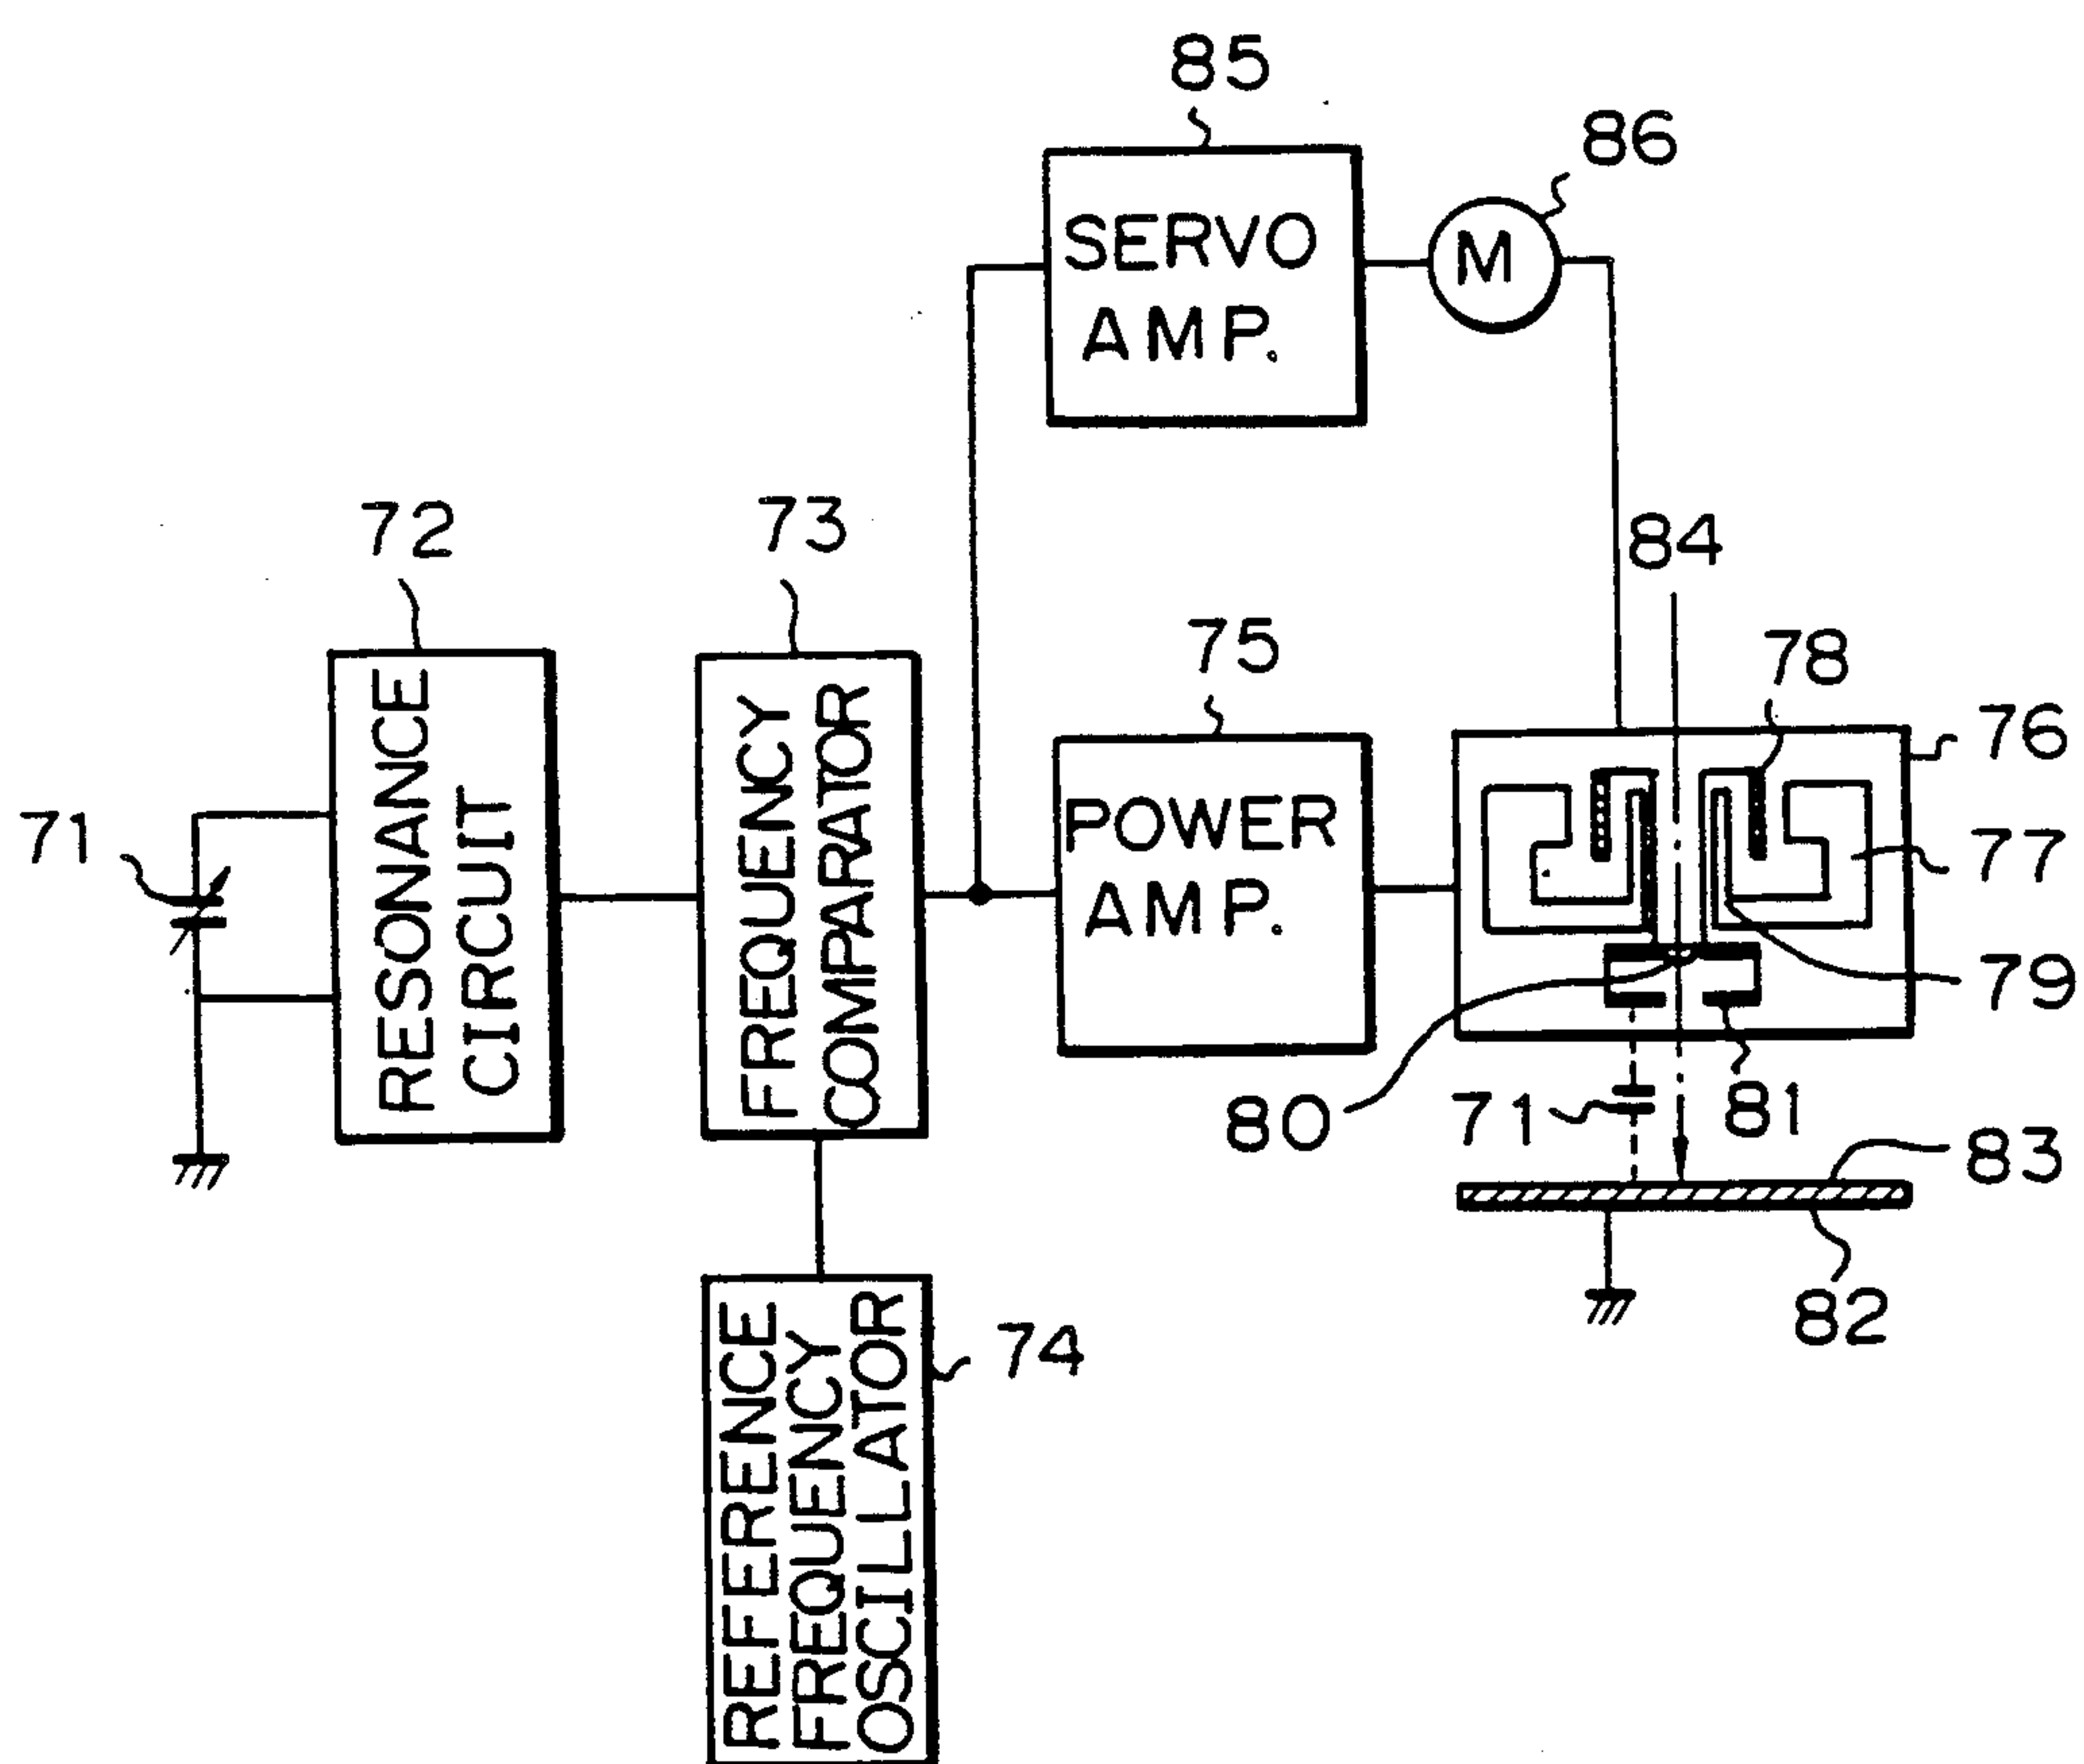 85
86
SERVO
AMP.
M
72
73
84
75
78
76
RESONANCE
CIRCUIT
FREQUENCY
COMPARATOR
POWER
AMP.
71
77
79
80
71
81
83
82
REFERENCE
FREQUENCY
OSCILLATOR
74